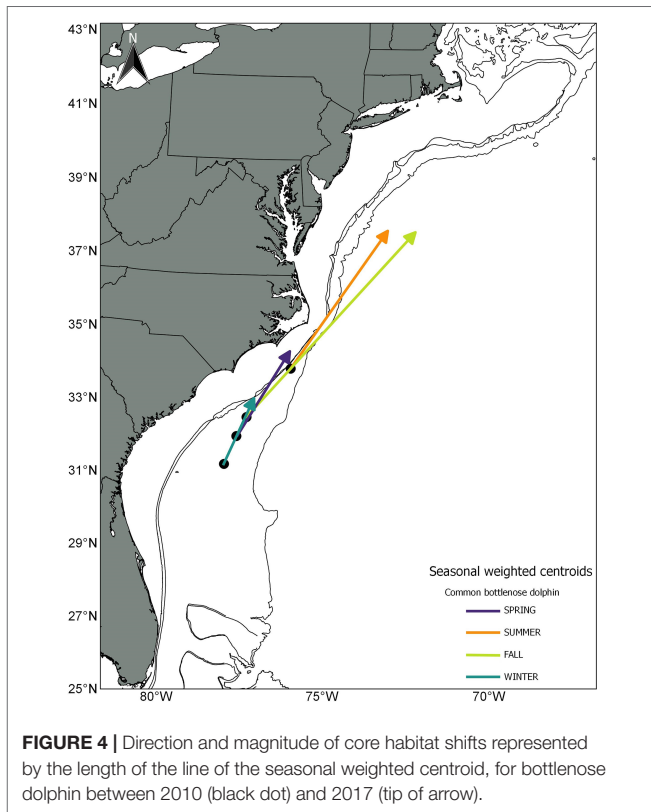 43°N
N
41°N
39°N
37°N
35°N
33°N
31°N
29°N
27°N
25°N
80°W
75°W
70°W
Seasonal weighted centroids
Common bottlenose dolphin
SPRING
SUMMER
FALL
WINTER
FIGURE 4 | Direction and magnitude of core habitat shifts represented
by the length of the line of the seasonal weighted centroid, for bottlenose
dolphin between 2010 (black dot) and 2017 (tip of arrow).